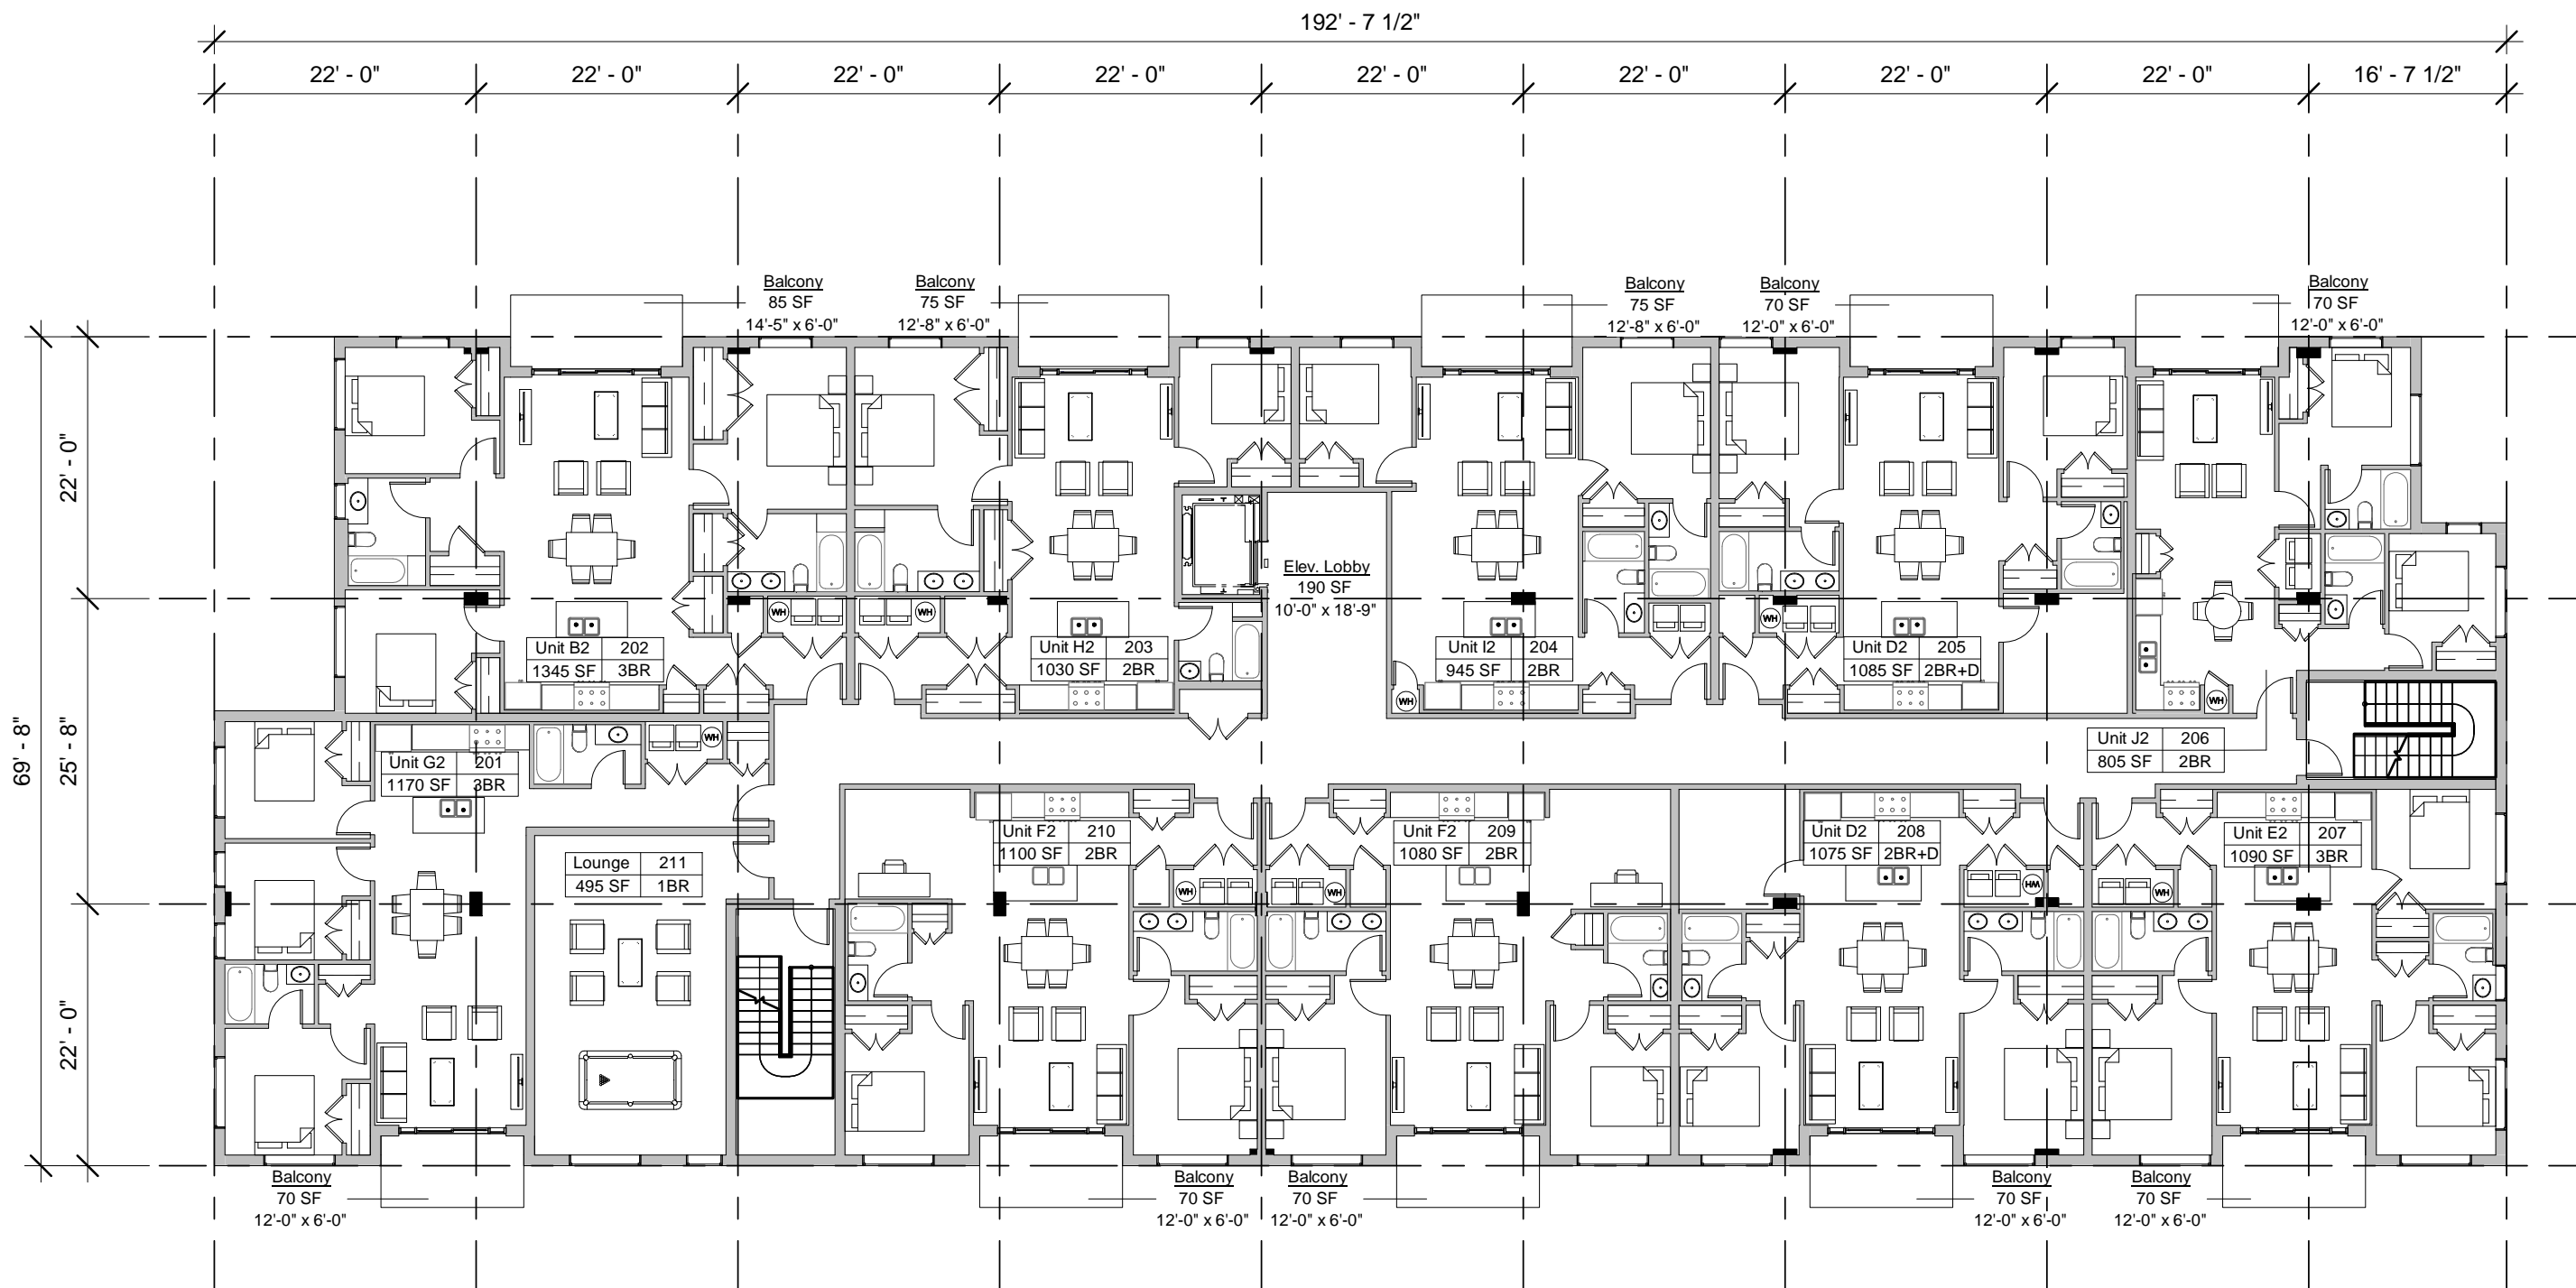 192' - 7 1/2"
22' - 0"
22' - 0"
22' - 0"
22' - 0"
22' - 0"
22' - 0"
22' - 0"
22' - 0"
16' - 7 1/2"
Balcony
85 SF
14'-5" x 6'-0"
Balcony
75 SF
12'-8" x 6'-0"
Balcony
75 SF
12'-8" x 6'-0"
Balcony
70 SF
12'-0" x 6'-0"
Balcony
70 SF
12'-0" x 6'-0"
69' - 8"
22' - 0"
25' - 8"
22' - 0"
Elev. Lobby
190 SF
10'-0" x 18'-9"
WH
WH
WH
WH
WH
Unit B2 202
1345 SF 3BR
Unit H2 203
1030 SF 2BR
Unit I2 204
945 SF 2BR
Unit D2 205
1085 SF 2BR+D
Unit J2 206
805 SF 2BR
WH
Unit G2 201
1170 SF 3BR
Lounge 211
495 SF 1BR
Unit F2 210
1100 SF 2BR
Unit F2 209
1080 SF 2BR
Unit D2 208
1075 SF 2BR+D
Unit E2 207
1090 SF 3BR
WH
WH
WH
WH
Balcony
70 SF
12'-0" x 6'-0"
Balcony
70 SF
12'-0" x 6'-0"
Balcony
70 SF
12'-0" x 6'-0"
Balcony
70 SF
12'-0" x 6'-0"
Balcony
70 SF
12'-0" x 6'-0"